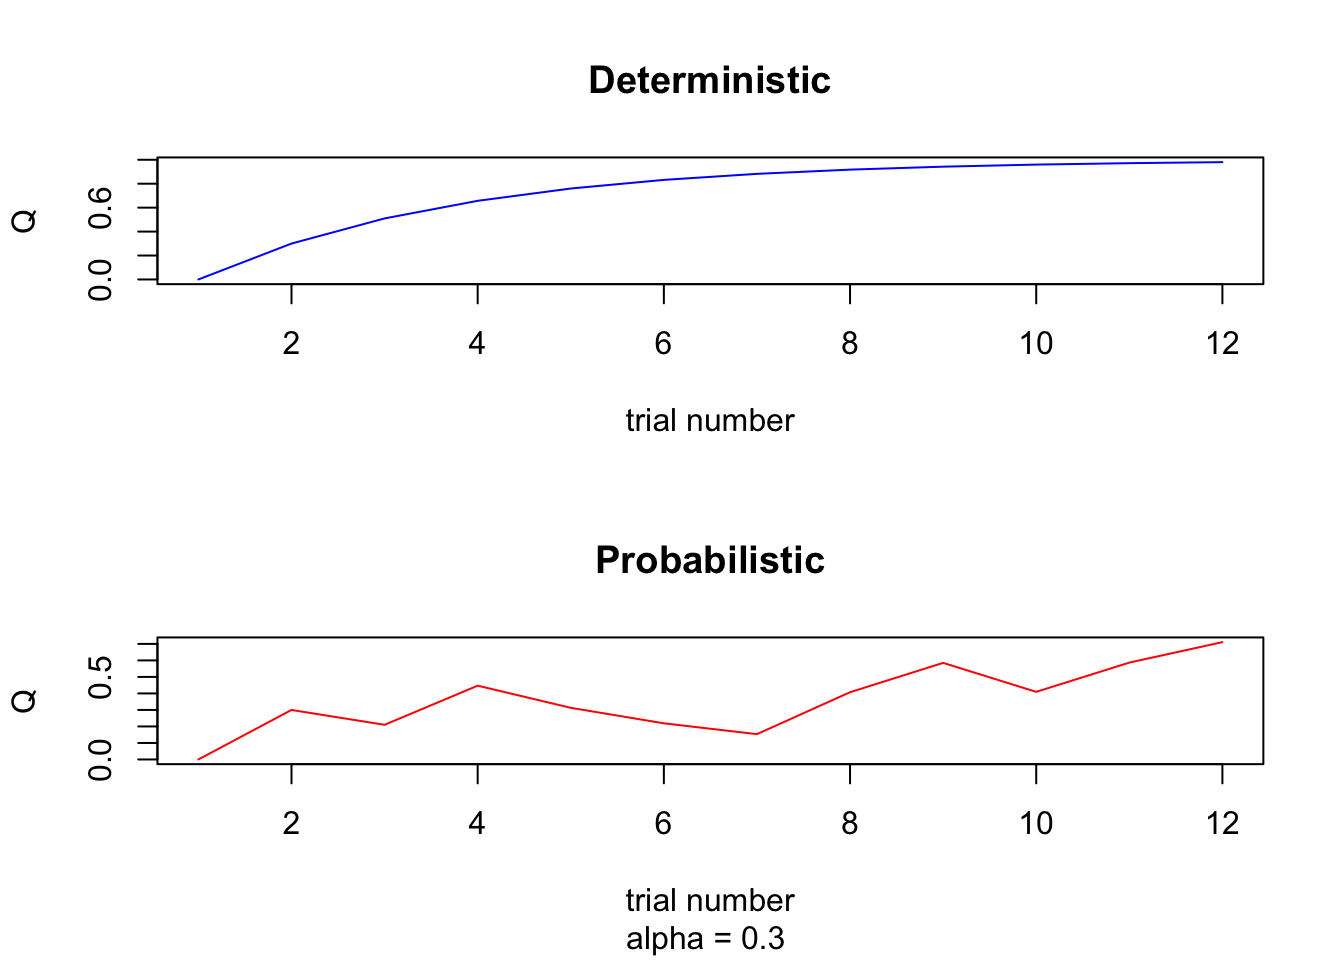 Deterministic
Q
0.6
0.0
2 4 6 8 10 12
trial number
Probabilistic
Q
0.5
0.0
2 4 6 8 10 12
trial number
alpha = 0.3